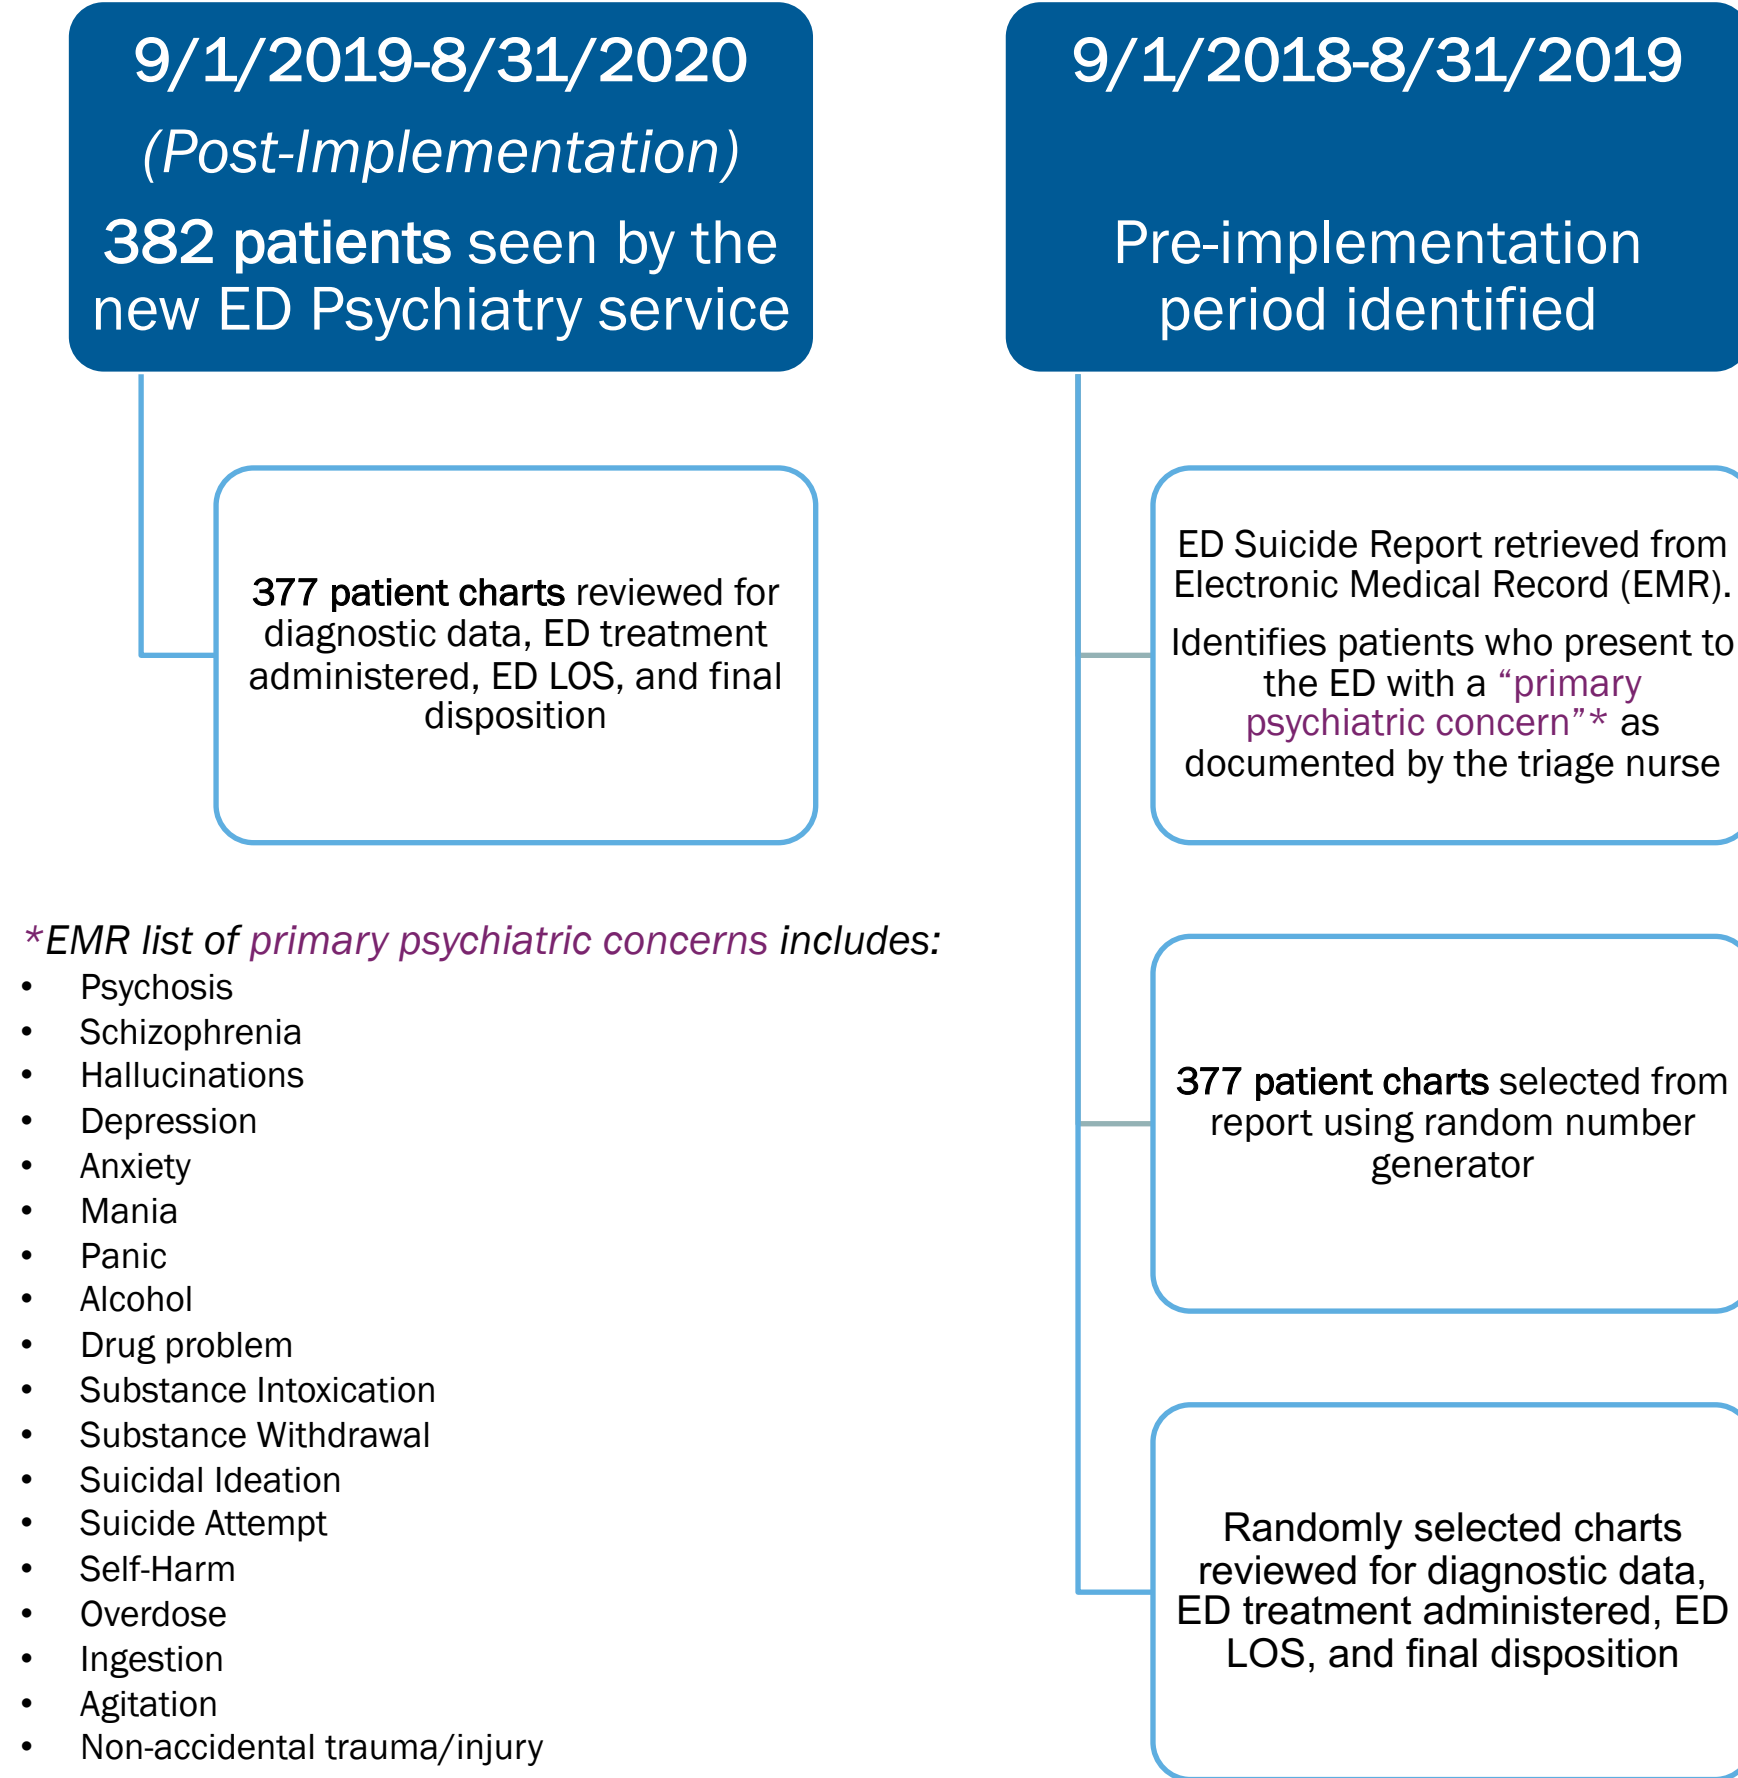 9/1/2019-8/31/2020
(Post-Implementation)
382 patients seen by the
new ED Psychiatry service
377 patient charts reviewed for
diagnostic data, ED treatment
administered, ED LOS, and final
disposition
*EMR list of primary psychiatric concerns includes:
• Psychosis
• Schizophrenia
• Hallucinations
• Depression
• Anxiety
• Mania
• Panic
• Alcohol
• Drug problem
• Substance Intoxication
• Substance Withdrawal
• Suicidal Ideation
• Suicide Attempt
• Self-Harm
• Overdose
• Ingestion
• Agitation
• Non-accidental trauma/injury
9/1/2018-8/31/2019
Pre-implementation
period identified
ED Suicide Report retrieved from
Electronic Medical Record (EMR).
Identifies patients who present to
the ED with a “primary
psychiatric concern”* as
documented by the triage nurse
377 patient charts selected from
report using random number
generator
Randomly selected charts
reviewed for diagnostic data,
ED treatment administered, ED
LOS, and final disposition